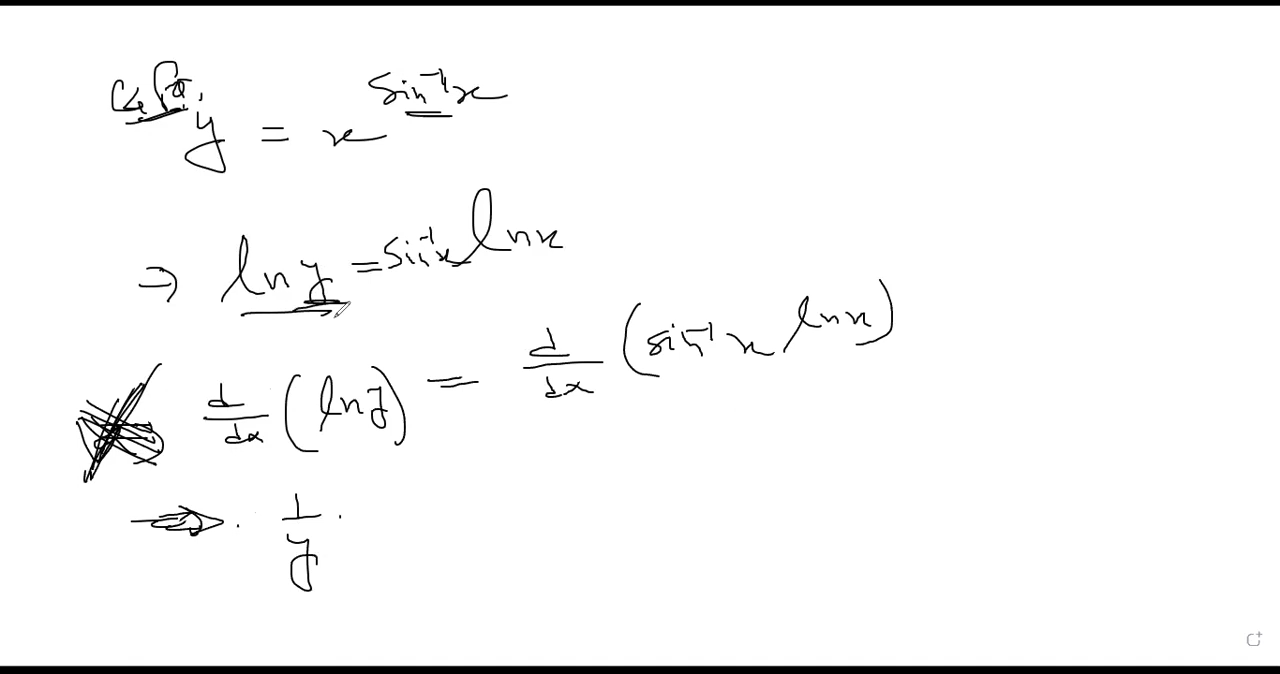 y = x^{sin⁻¹x}
⇒ ln y = sin⁻¹x ln x
d/dx (ln y) = d/dx (sin⁻¹x ln x)
⇒ 1/y ·